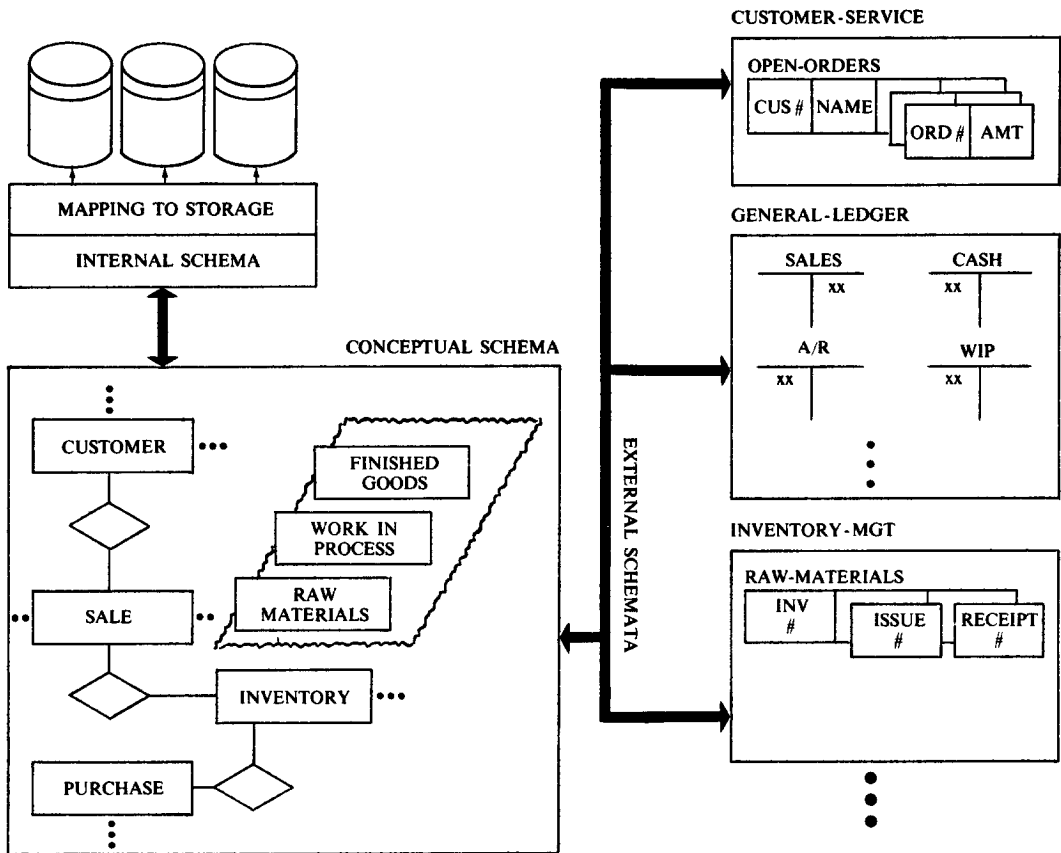 MAPPING TO STORAGE
INTERNAL SCHEMA
CONCEPTUAL SCHEMA
CUSTOMER
SALE
INVENTORY
PURCHASE
FINISHED
GOODS
WORK IN
PROCESS
RAW
MATERIALS
EXTERNAL SCHEMATA
CUSTOMER-SERVICE
OPEN-ORDERS
CUS # NAME
ORD # AMT
GENERAL-LEDGER
SALES CASH
xx xx
A/R WIP
xx xx
INVENTORY-MGT
RAW-MATERIALS
INV
#
ISSUE
#
RECEIPT
#